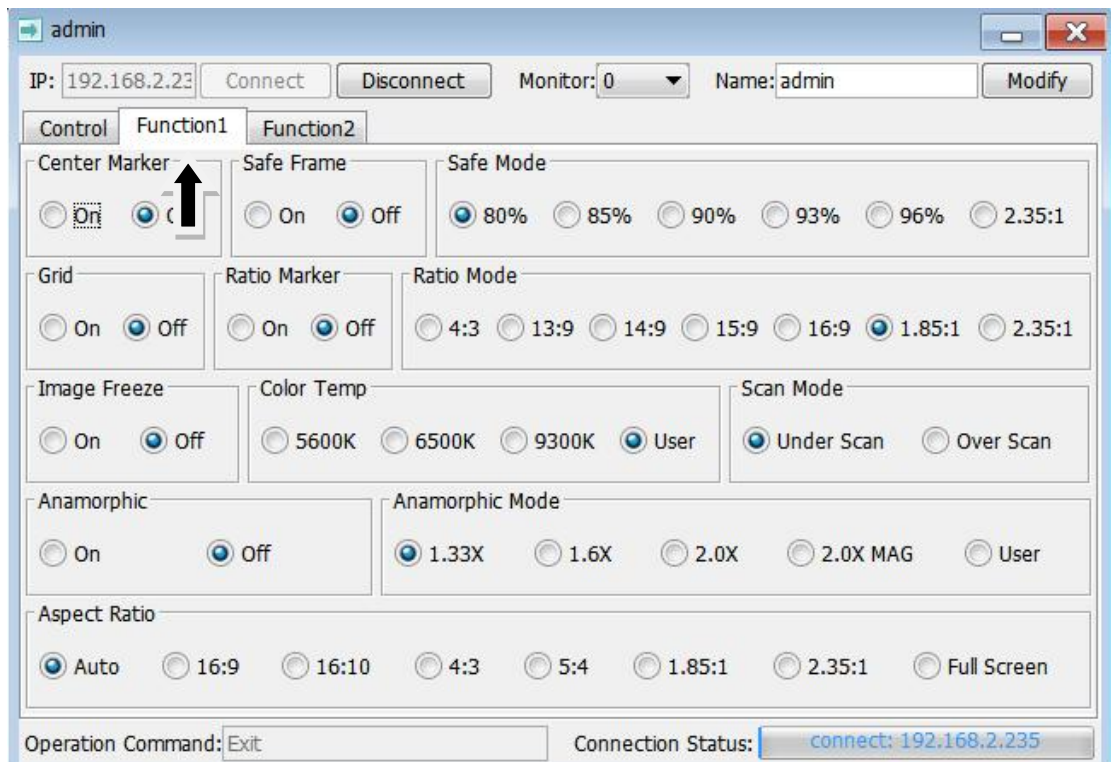 admin
IP: 192.168.2.23 Connect Disconnect Monitor: 0 Name: admin Modify
Control Function1 Function2
Center Marker Safe Frame Safe Mode
On On Off 80% 85% 90% 93% 96% 2.35:1
Grid Ratio Marker Ratio Mode
On Off On Off 4:3 13:9 14:9 15:9 16:9 1.85:1 2.35:1
Image Freeze Color Temp Scan Mode
On Off 5600K 6500K 9300K User Under Scan Over Scan
Anamorphic Anamorphic Mode
On Off 1.33X 1.6X 2.0X 2.0X MAG User
Aspect Ratio
Auto 16:9 16:10 4:3 5:4 1.85:1 2.35:1 Full Screen
Operation Command: Exit Connection Status: connect: 192.168.2.235